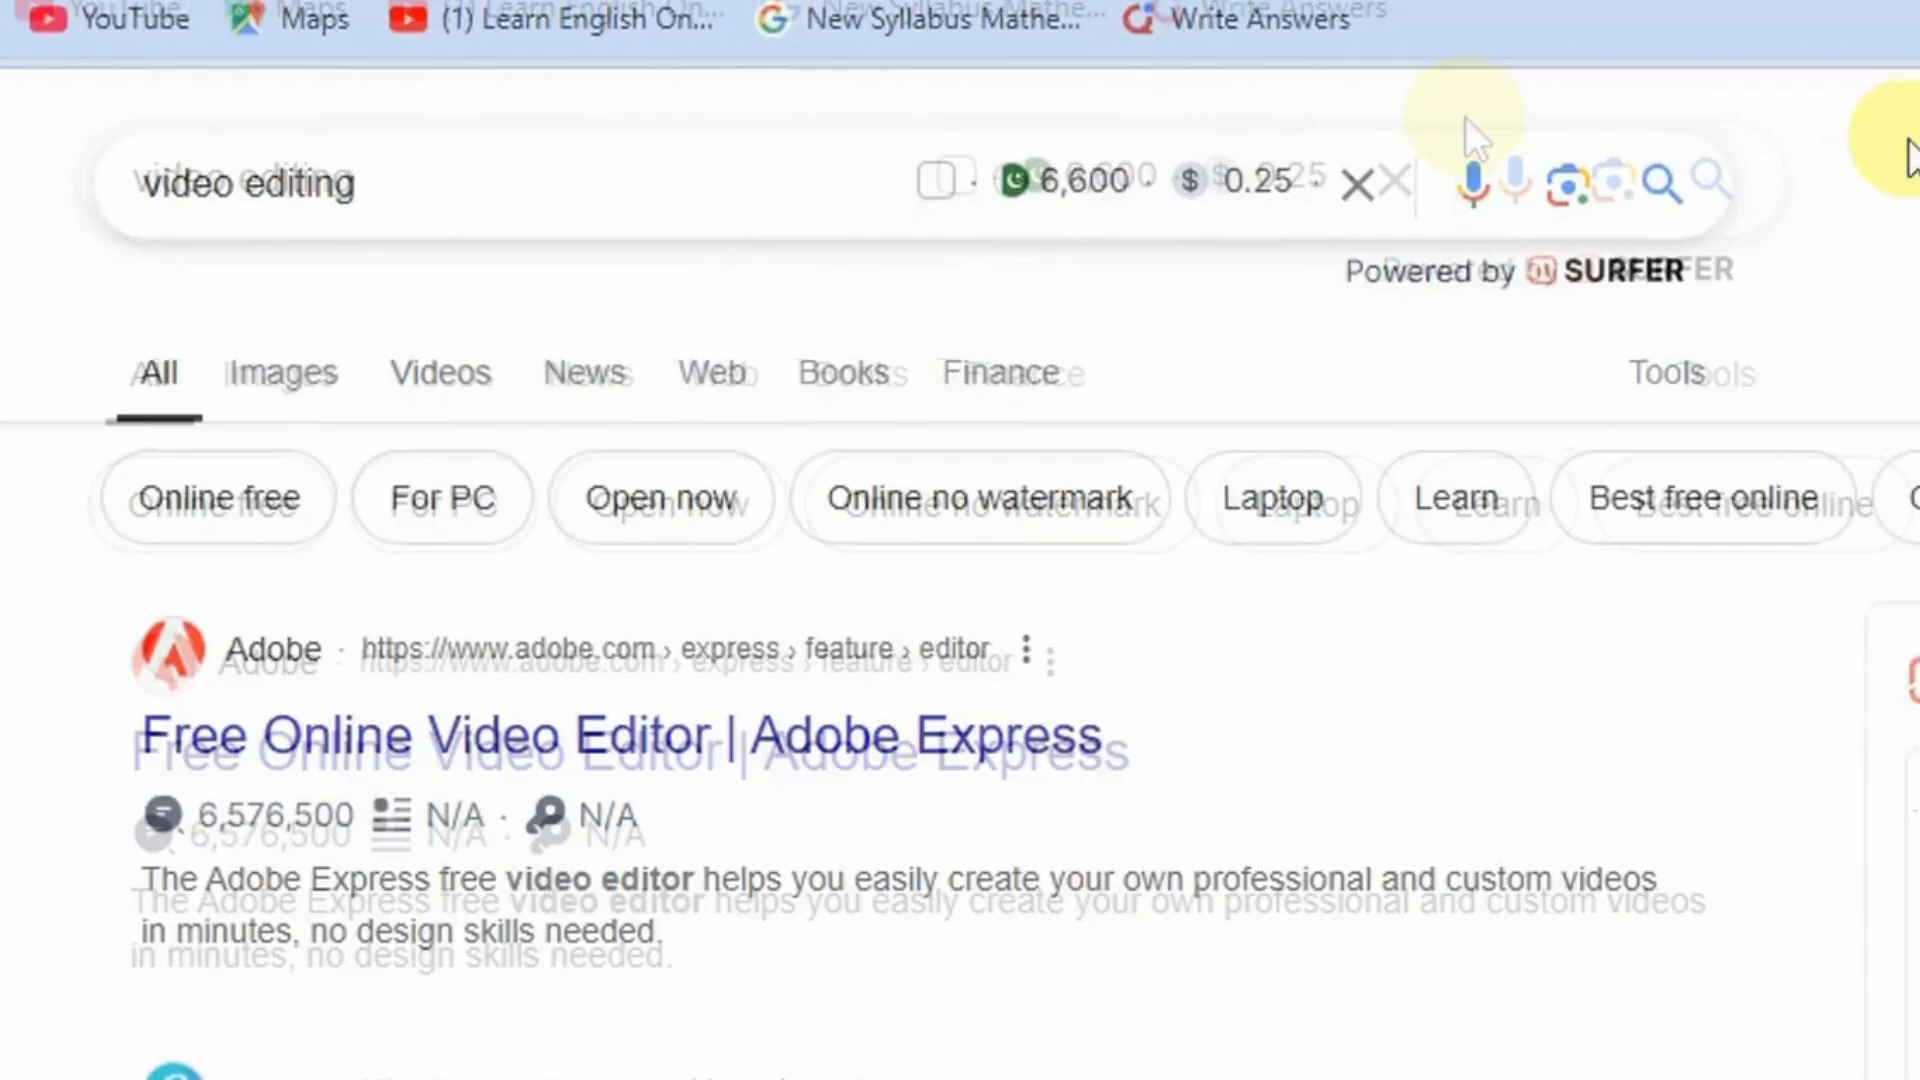 YouTube Maps (1) Learn English On... New Syllabus Mathe... Write Answers
video editing 6,600 · $ 0.25 ·
Powered by SURFER
All Images Videos News Web Books Finance Tools
Online free For PC Open now Online no watermark Laptop Learn Best free online
Adobe · https://www.adobe.com › express › feature › editor
Free Online Video Editor | Adobe Express
6,576,500 N/A · N/A
The Adobe Express free video editor helps you easily create your own professional and custom videos
in minutes, no design skills needed.